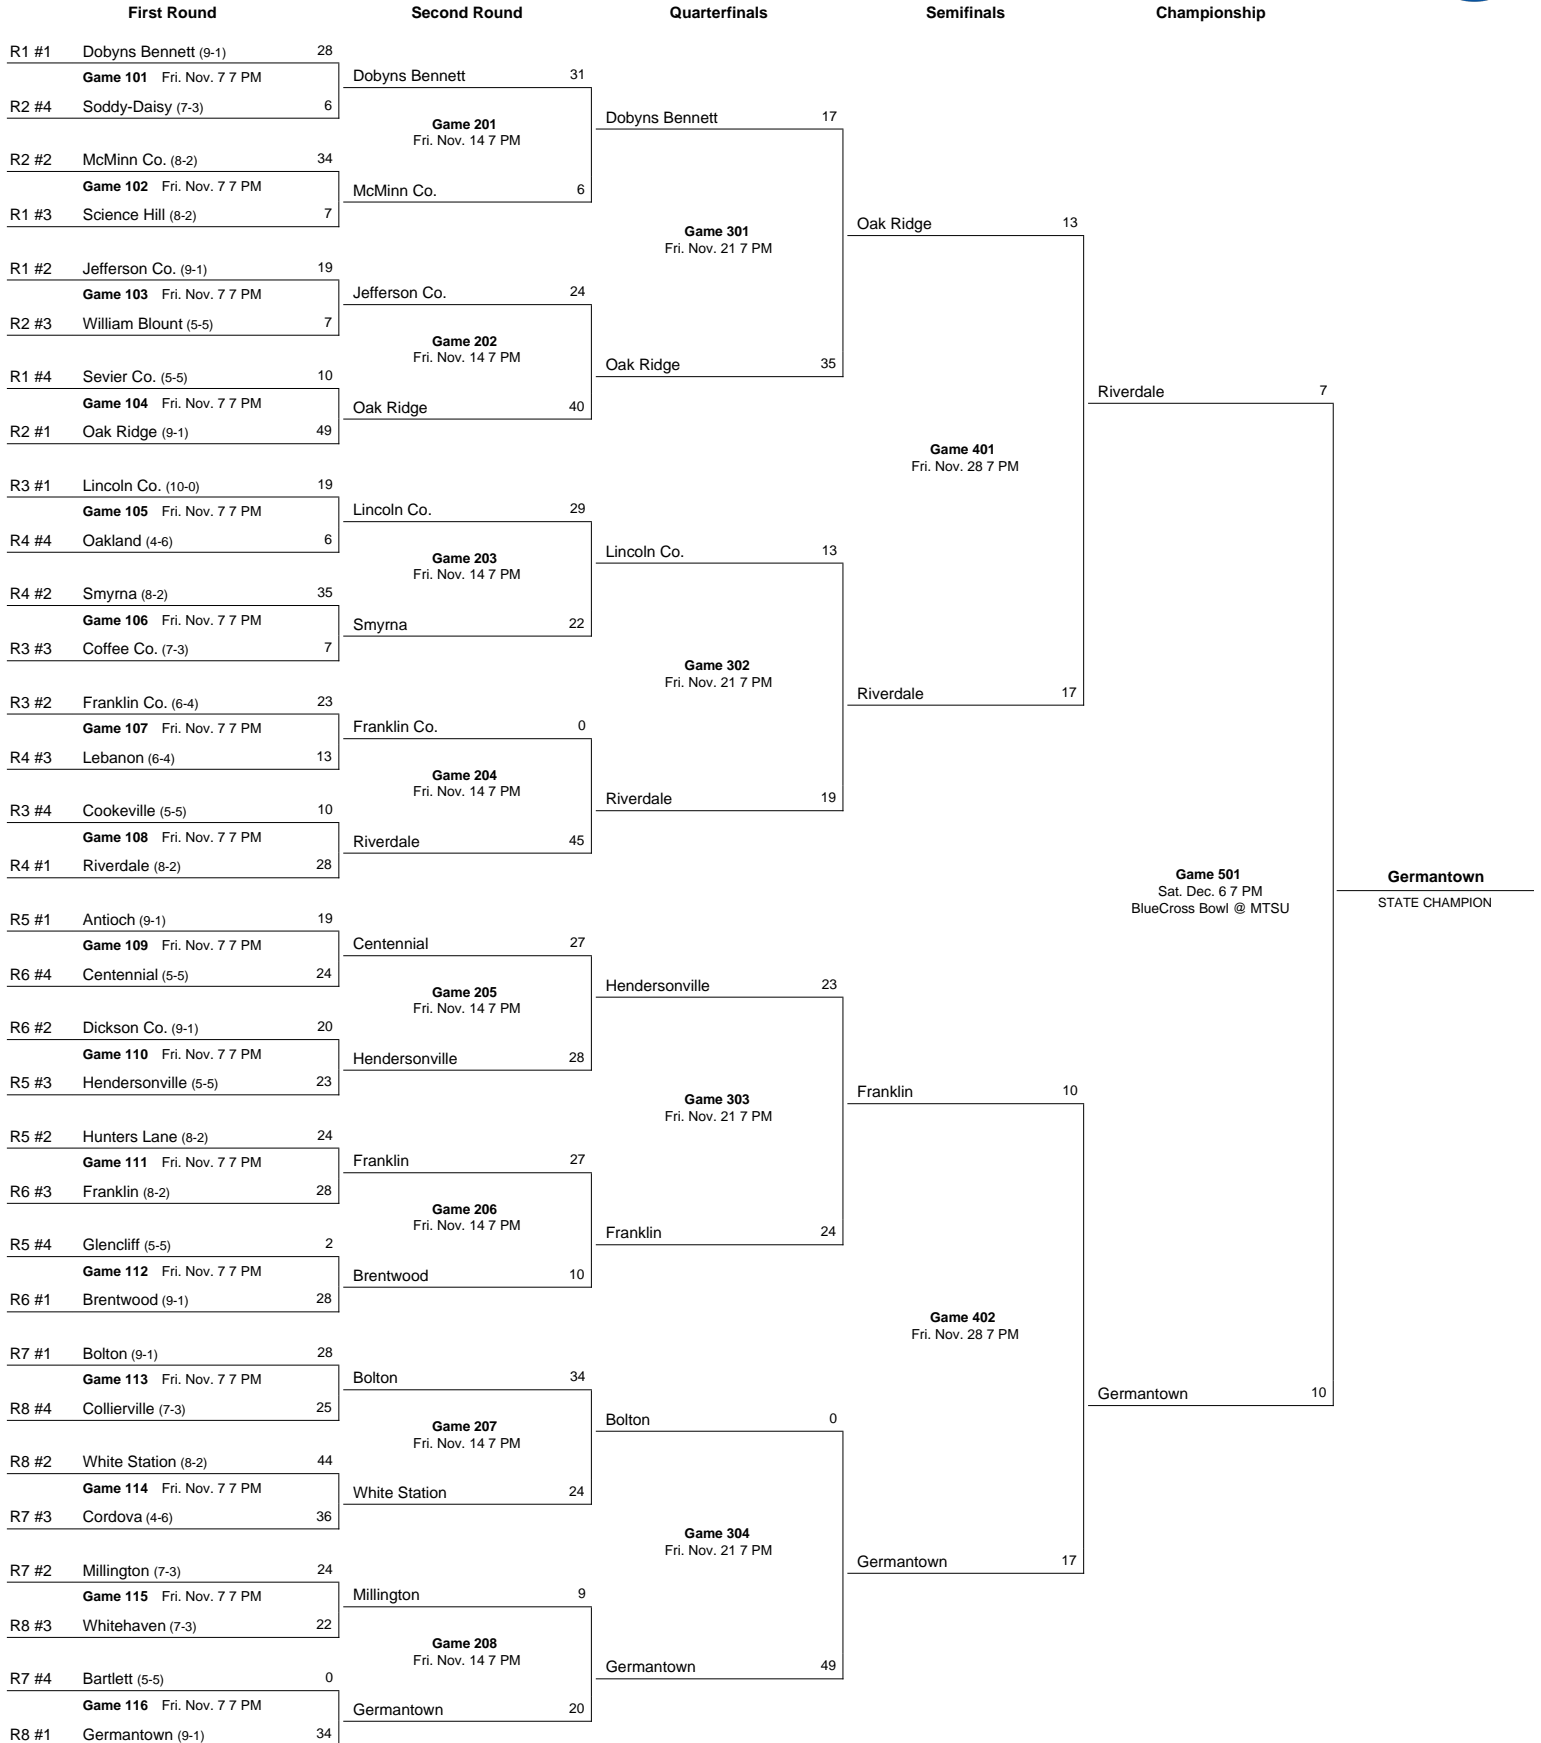 First Round Second Round Quarterfinals Semifinals Championship
R1 #1 Dobyns Bennett (9-1) 28
Game 101 Fri. Nov. 7 7 PM
R2 #4 Soddy-Daisy (7-3) 6
R2 #2 McMinn Co. (8-2) 34
Game 102 Fri. Nov. 7 7 PM
R1 #3 Science Hill (8-2) 7
R1 #2 Jefferson Co. (9-1) 19
Game 103 Fri. Nov. 7 7 PM
R2 #3 William Blount (5-5) 7
R1 #4 Sevier Co. (5-5) 10
Game 104 Fri. Nov. 7 7 PM
R2 #1 Oak Ridge (9-1) 49
R3 #1 Lincoln Co. (10-0) 19
Game 105 Fri. Nov. 7 7 PM
R4 #4 Oakland (4-6) 6
R4 #2 Smyrna (8-2) 35
Game 106 Fri. Nov. 7 7 PM
R3 #3 Coffee Co. (7-3) 7
R3 #2 Franklin Co. (6-4) 23
Game 107 Fri. Nov. 7 7 PM
R4 #3 Lebanon (6-4) 13
R3 #4 Cookeville (5-5) 10
Game 108 Fri. Nov. 7 7 PM
R4 #1 Riverdale (8-2) 28
R5 #1 Antioch (9-1) 19
Game 109 Fri. Nov. 7 7 PM
R6 #4 Centennial (5-5) 24
R6 #2 Dickson Co. (9-1) 20
Game 110 Fri. Nov. 7 7 PM
R5 #3 Hendersonville (5-5) 23
R5 #2 Hunters Lane (8-2) 24
Game 111 Fri. Nov. 7 7 PM
R6 #3 Franklin (8-2) 28
R5 #4 Glencliff (5-5) 2
Game 112 Fri. Nov. 7 7 PM
R6 #1 Brentwood (9-1) 28
R7 #1 Bolton (9-1) 28
Game 113 Fri. Nov. 7 7 PM
R8 #4 Collierville (7-3) 25
R8 #2 White Station (8-2) 44
Game 114 Fri. Nov. 7 7 PM
R7 #3 Cordova (4-6) 36
R7 #2 Millington (7-3) 24
Game 115 Fri. Nov. 7 7 PM
R8 #3 Whitehaven (7-3) 22
R7 #4 Bartlett (5-5) 0
Game 116 Fri. Nov. 7 7 PM
R8 #1 Germantown (9-1) 34
Dobyns Bennett 31
Game 201
Fri. Nov. 14 7 PM
McMinn Co. 6
Jefferson Co. 24
Game 202
Fri. Nov. 14 7 PM
Oak Ridge 40
Lincoln Co. 29
Game 203
Fri. Nov. 14 7 PM
Smyrna 22
Franklin Co. 0
Game 204
Fri. Nov. 14 7 PM
Riverdale 45
Centennial 27
Game 205
Fri. Nov. 14 7 PM
Hendersonville 28
Franklin 27
Game 206
Fri. Nov. 14 7 PM
Brentwood 10
Bolton 34
Game 207
Fri. Nov. 14 7 PM
White Station 24
Millington 9
Game 208
Fri. Nov. 14 7 PM
Germantown 20
Dobyns Bennett 17
Game 301
Fri. Nov. 21 7 PM
Oak Ridge 35
Lincoln Co. 13
Game 302
Fri. Nov. 21 7 PM
Riverdale 19
Hendersonville 23
Game 303
Fri. Nov. 21 7 PM
Franklin 24
Bolton 0
Game 304
Fri. Nov. 21 7 PM
Germantown 49
Oak Ridge 13
Game 401
Fri. Nov. 28 7 PM
Riverdale 17
Franklin 10
Game 402
Fri. Nov. 28 7 PM
Germantown 17
Riverdale 7
Game 501
Sat. Dec. 6 7 PM
BlueCross Bowl @ MTSU
Germantown 10
Germantown
STATE CHAMPION